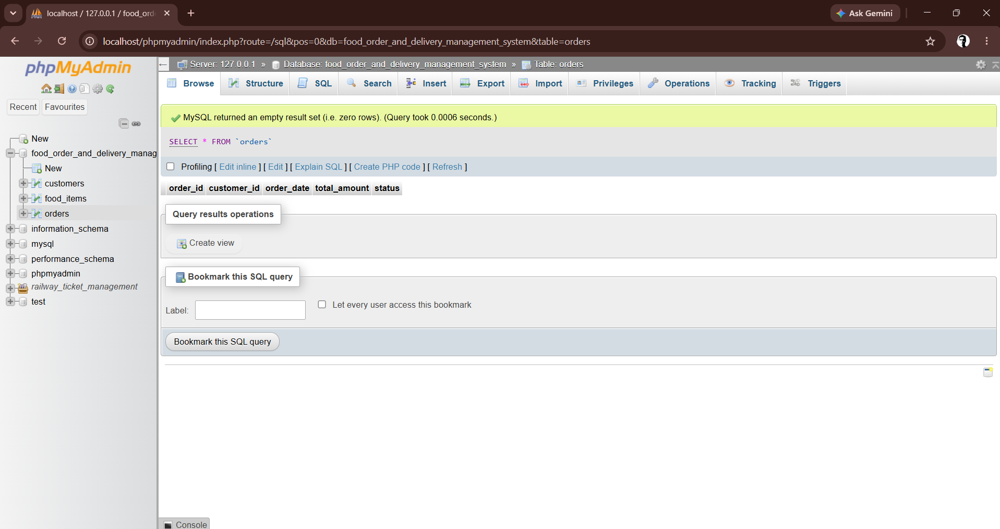 localhost / 127.0.0.1 / food_ord
Ask Gemini
localhost/phpmyadmin/index.php?route=/sql&pos=0&db=food_order_and_delivery_management_system&table=orders
phpMyAdmin
Recent Favourites
New
food_order_and_delivery_manag
New
customers
food_items
orders
information_schema
mysql
performance_schema
phpmyadmin
railway_ticket_management
test
Server: 127.0.0.1 » Database: food_order_and_delivery_management_system » Table: orders
Browse Structure SQL Search Insert Export Import Privileges Operations Tracking Triggers
MySQL returned an empty result set (i.e. zero rows). (Query took 0.0006 seconds.)
SELECT * FROM `orders`
Profiling [ Edit inline ] [ Edit ] [ Explain SQL ] [ Create PHP code ] [ Refresh ]
order_id customer_id order_date total_amount status
Query results operations
Create view
Bookmark this SQL query
Label: Let every user access this bookmark
Bookmark this SQL query
Console